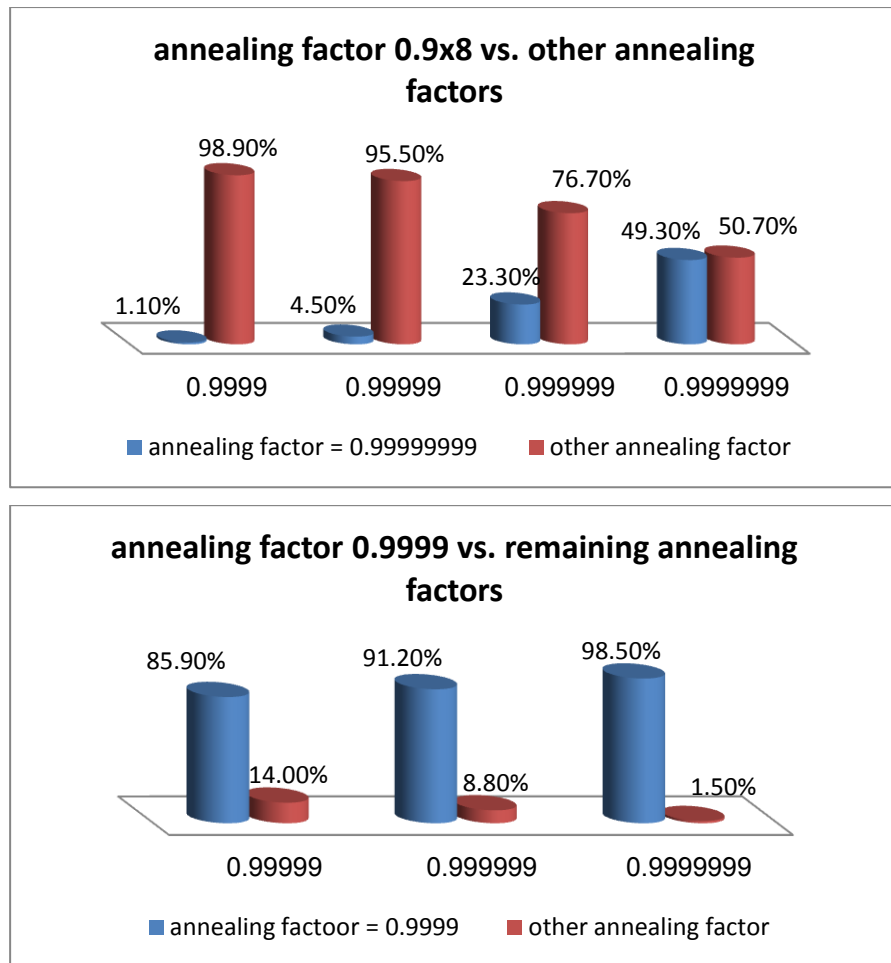 annealing factor 0.9x8 vs. other annealing
factors
98.90%
95.50%
76.70%
49.30%
50.70%
23.30%
1.10%
4.50%
0.9999
0.99999
0.999999
0.9999999
annealing factor = 0.99999999
other annealing factor
annealing factor 0.9999 vs. remaining annealing
factors
85.90%
91.20%
98.50%
14.00%
8.80%
1.50%
0.99999
0.999999
0.9999999
annealing factoor = 0.9999
other annealing factor